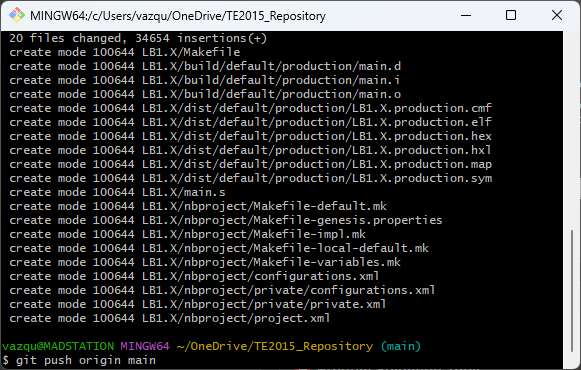 MINGW64:/c/Users/vazqu/OneDrive/TE2015_Repository
20 files changed, 34654 insertions(+)
create mode 100644 LB1.X/Makefile
create mode 100644 LB1.X/build/default/production/main.d
create mode 100644 LB1.X/build/default/production/main.i
create mode 100644 LB1.X/build/default/production/main.o
create mode 100644 LB1.X/dist/default/production/LB1.X.production.cmf
create mode 100644 LB1.X/dist/default/production/LB1.X.production.elf
create mode 100644 LB1.X/dist/default/production/LB1.X.production.hex
create mode 100644 LB1.X/dist/default/production/LB1.X.production.hxl
create mode 100644 LB1.X/dist/default/production/LB1.X.production.map
create mode 100644 LB1.X/dist/default/production/LB1.X.production.sym
create mode 100644 LB1.X/main.s
create mode 100644 LB1.X/nbproject/Makefile-default.mk
create mode 100644 LB1.X/nbproject/Makefile-genesis.properties
create mode 100644 LB1.X/nbproject/Makefile-impl.mk
create mode 100644 LB1.X/nbproject/Makefile-local-default.mk
create mode 100644 LB1.X/nbproject/Makefile-variables.mk
create mode 100644 LB1.X/nbproject/configurations.xml
create mode 100644 LB1.X/nbproject/private/configurations.xml
create mode 100644 LB1.X/nbproject/private/private.xml
create mode 100644 LB1.X/nbproject/project.xml
vazqu@MADSTATION MINGW64 ~/OneDrive/TE2015_Repository (main)
$ git push origin main